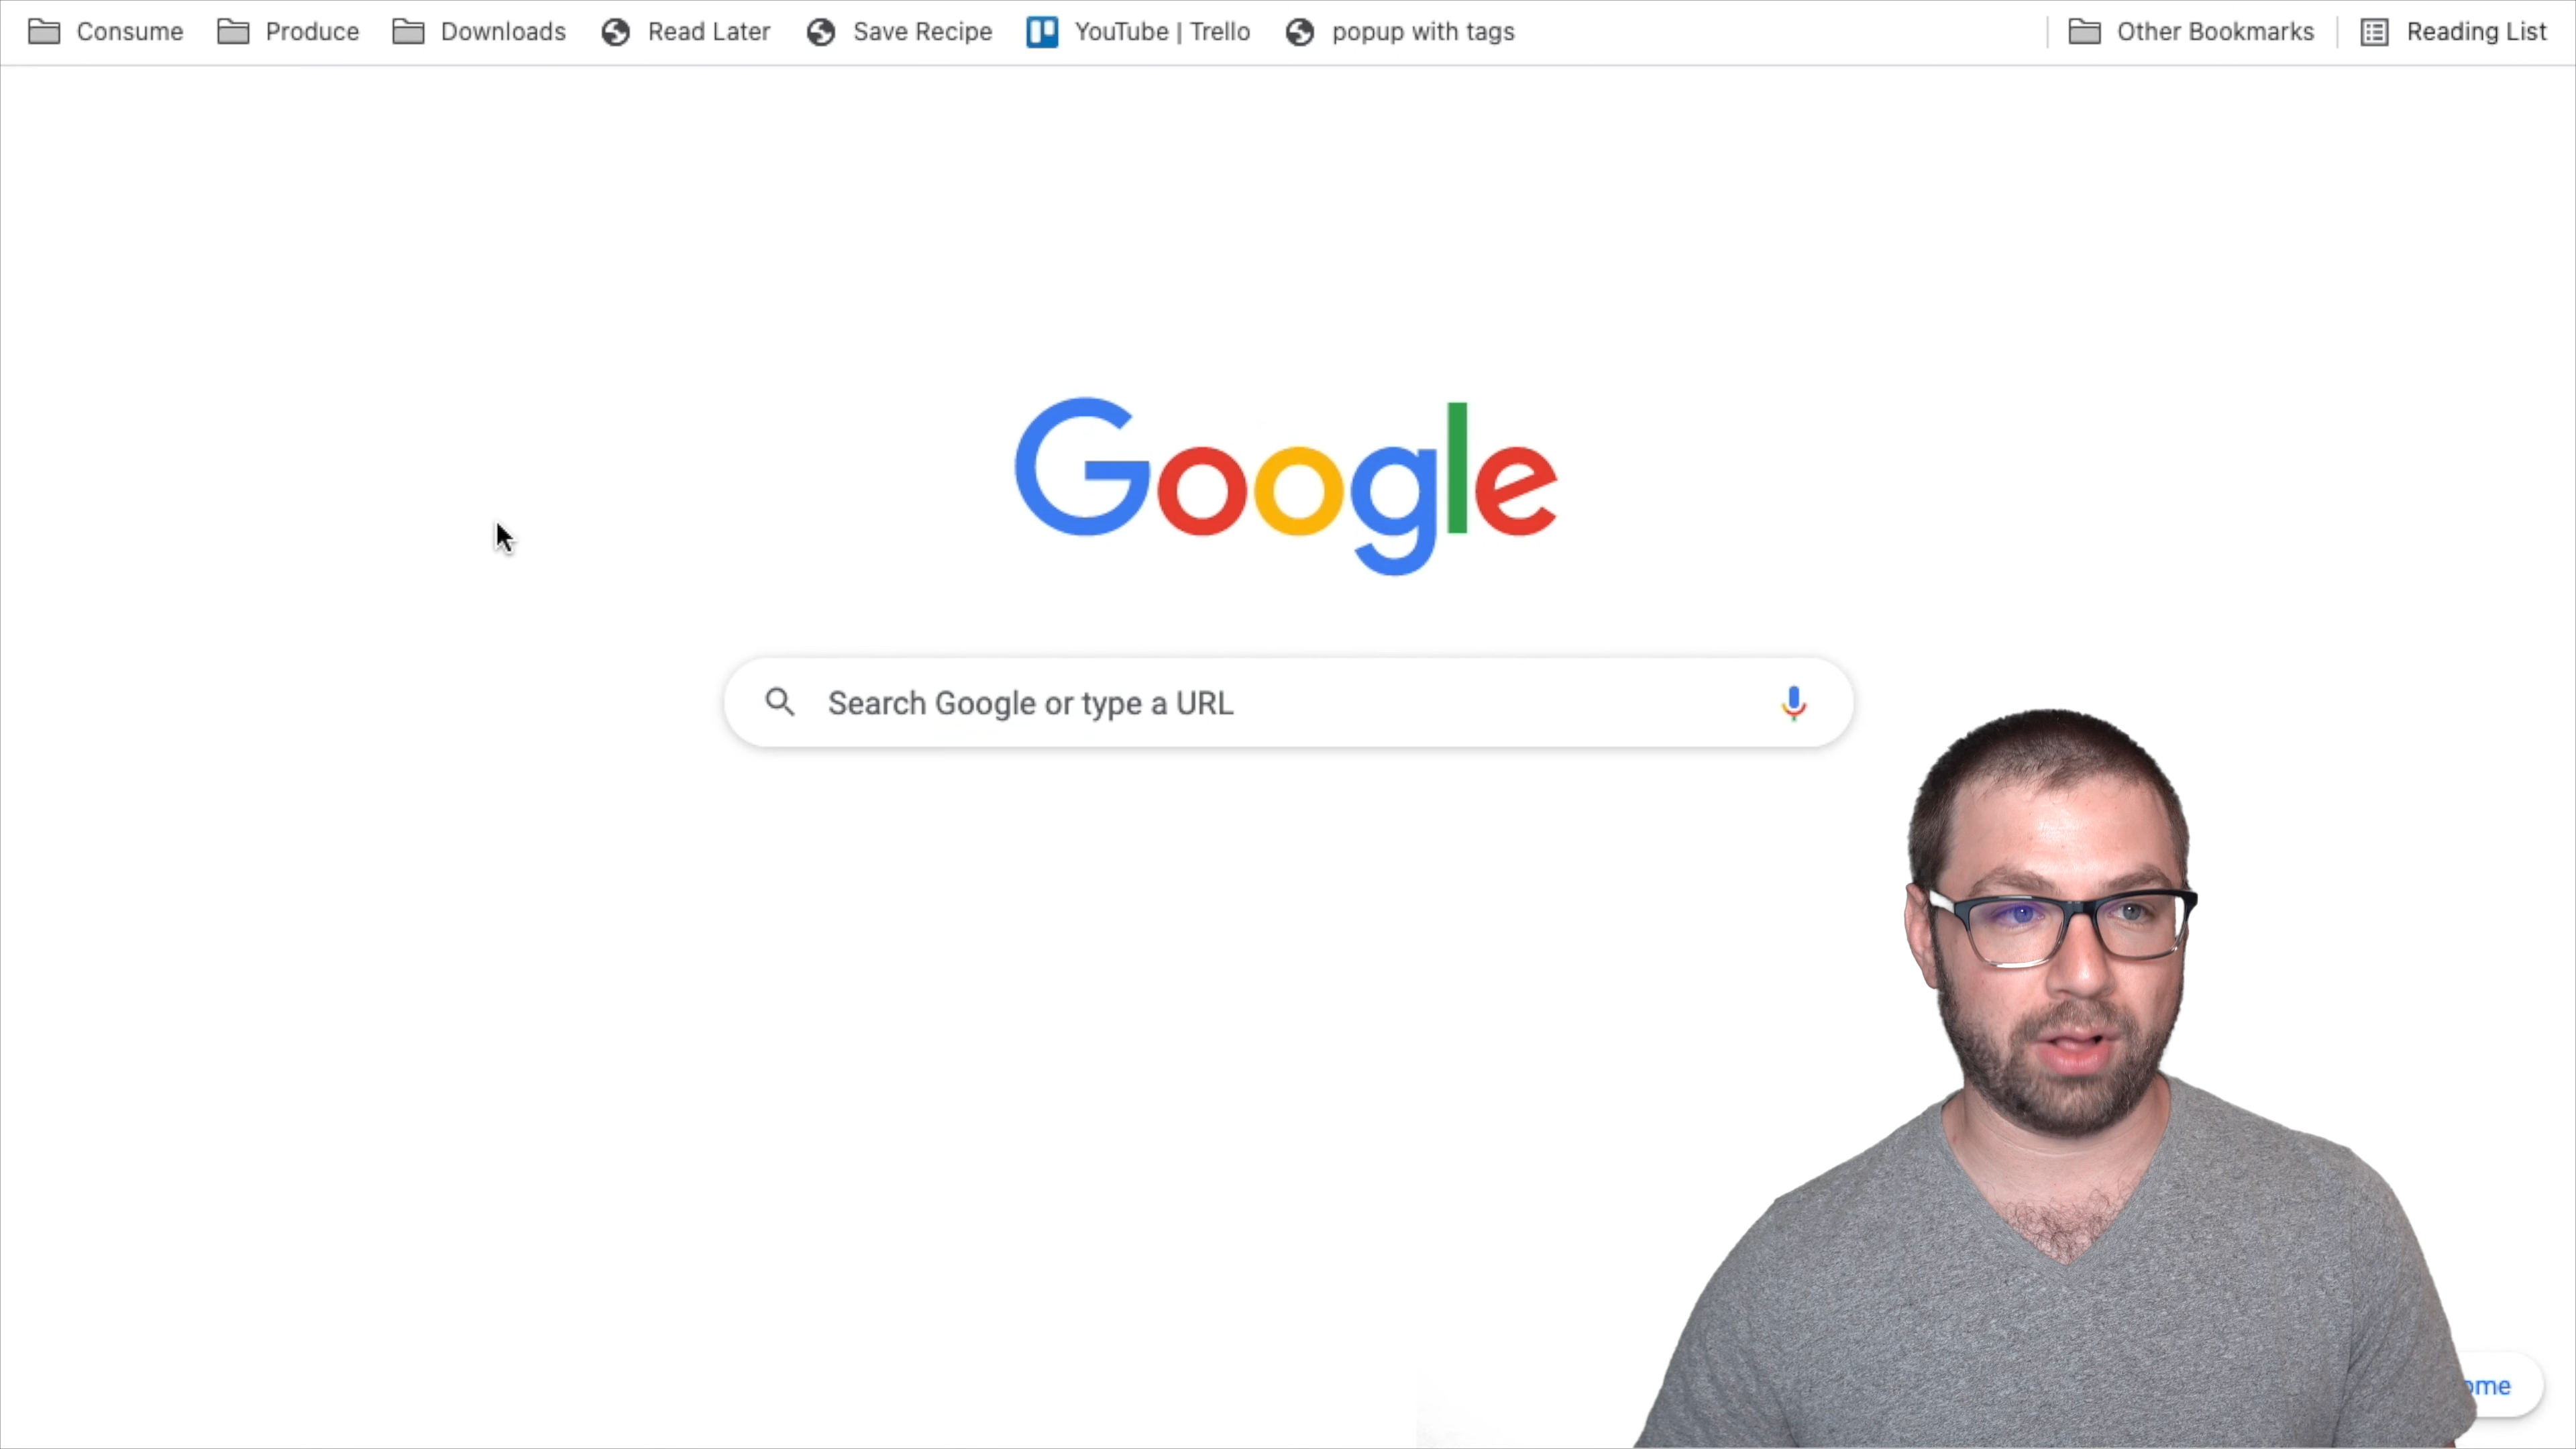 Consume Produce Downloads Read Later Save Recipe YouTube | Trello popup with tags Other Bookmarks Reading List
Google
Search Google or type a URL
ome